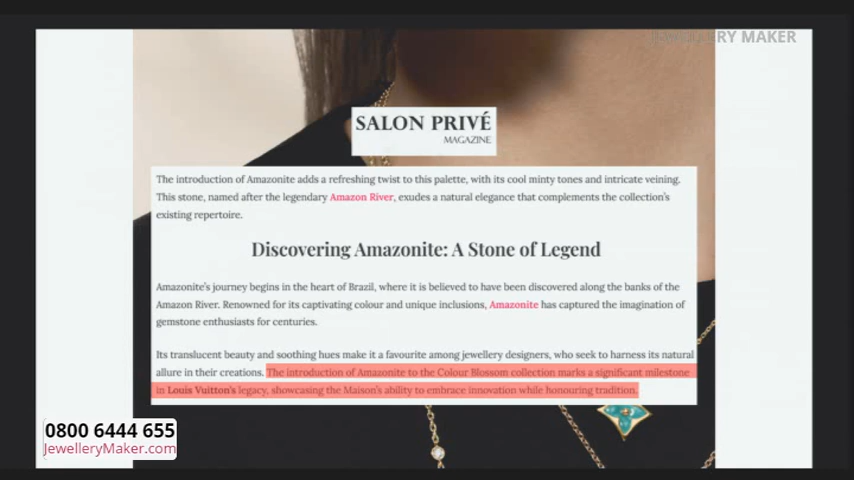 JEWELLERY MAKER
SALON PRIVÉ
MAGAZINE
The introduction of Amazonite adds a refreshing twist to this palette, with its cool minty tones and intricate veining.
This stone, named after the legendary Amazon River, exudes a natural elegance that complements the collection's
existing repertoire.
Discovering Amazonite: A Stone of Legend
Amazonite's journey begins in the heart of Brazil, where it is believed to have been discovered along the banks of the
Amazon River. Renowned for its captivating colour and unique inclusions, Amazonite has captured the imagination of
gemstone enthusiasts for centuries.
Its translucent beauty and soothing hues make it a favourite among jewellery designers, who seek to harness its natural
allure in their creations. The introduction of Amazonite to the Colour Blossom collection marks a significant milestone
in Louis Vuitton's legacy, showcasing the Maison's ability to embrace innovation while honouring tradition.
0800 6444 655
JewelleryMaker.com